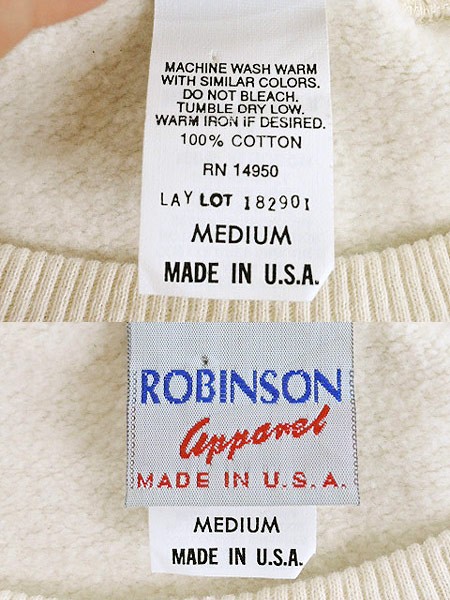 MACHINE WASH WARM
WITH SIMILAR COLORS.
DO NOT BLEACH.
TUMBLE DRY LOW.
WARM IRON IF DESIRED.
100% COTTON
RN 14950
LAY LOT 182901
MEDIUM
MADE IN U.S.A.
ROBINSON
Apparel
MADE IN U.S.A.
MEDIUM
MADE IN U.S.A.